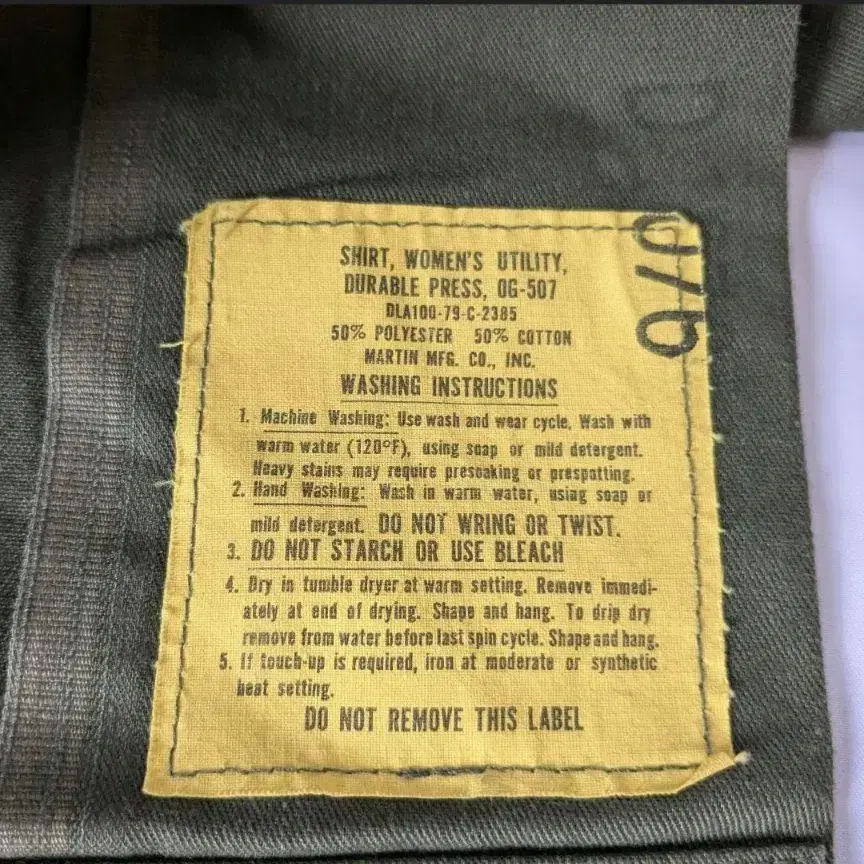 SHIRT, WOMEN'S UTILITY,
DURABLE PRESS, OG-507
DLA100-79-C-2385
50% POLYESTER 50% COTTON
MARTIN MFG. CO., INC.
WASHING INSTRUCTIONS
1. Machine Washing: Use wash and wear cycle. Wash with
warm water (120°F), using soap or mild detergent.
Heavy stains may require presoaking or prespotting.
2. Hand Washing: Wash in warm water, using soap or
mild detergent. DO NOT WRING OR TWIST.
3. DO NOT STARCH OR USE BLEACH
4. Dry in tumble dryer at warm setting. Remove immedi-
ately at end of drying. Shape and hang. To drip dry
remove from water before last spin cycle. Shape and hang.
5. If touch-up is required, iron at moderate or synthetic
heat setting.
DO NOT REMOVE THIS LABEL